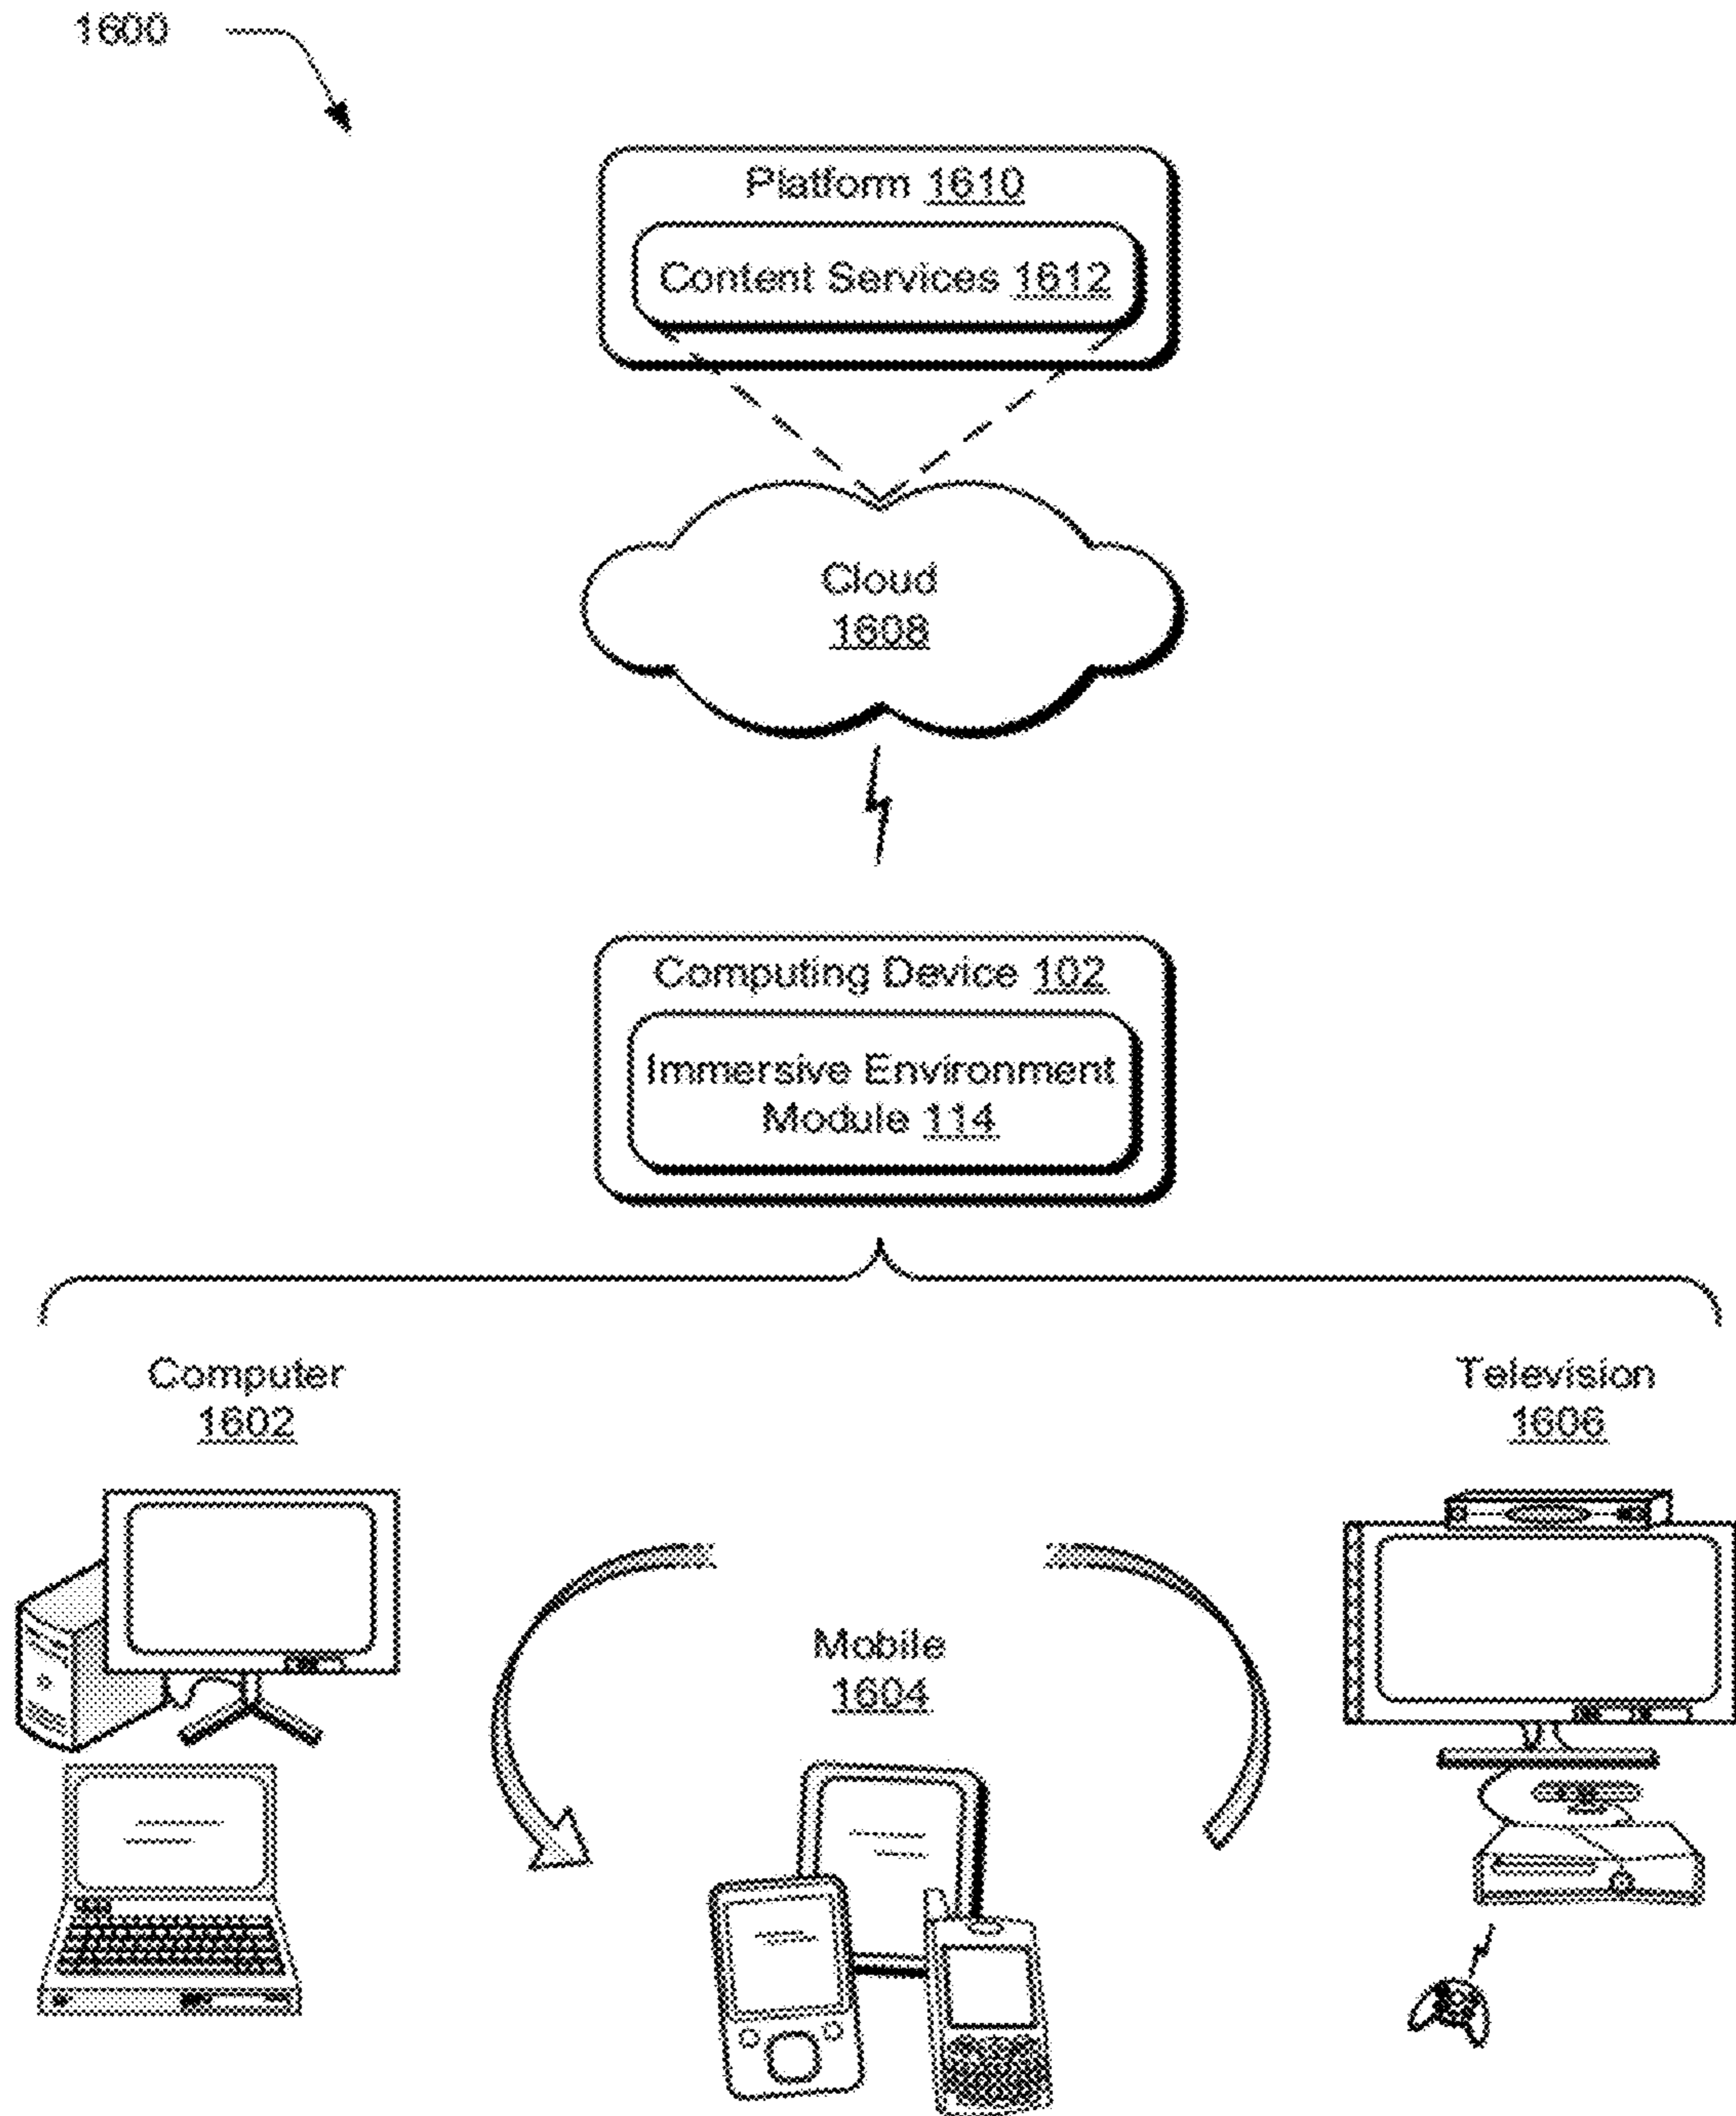 1600
Platform 1610
Content Services 1612
Cloud
1608
Computing Device 102
Immersive Environment
Module 114
Computer
1602
Television
1606
Mobile
1604